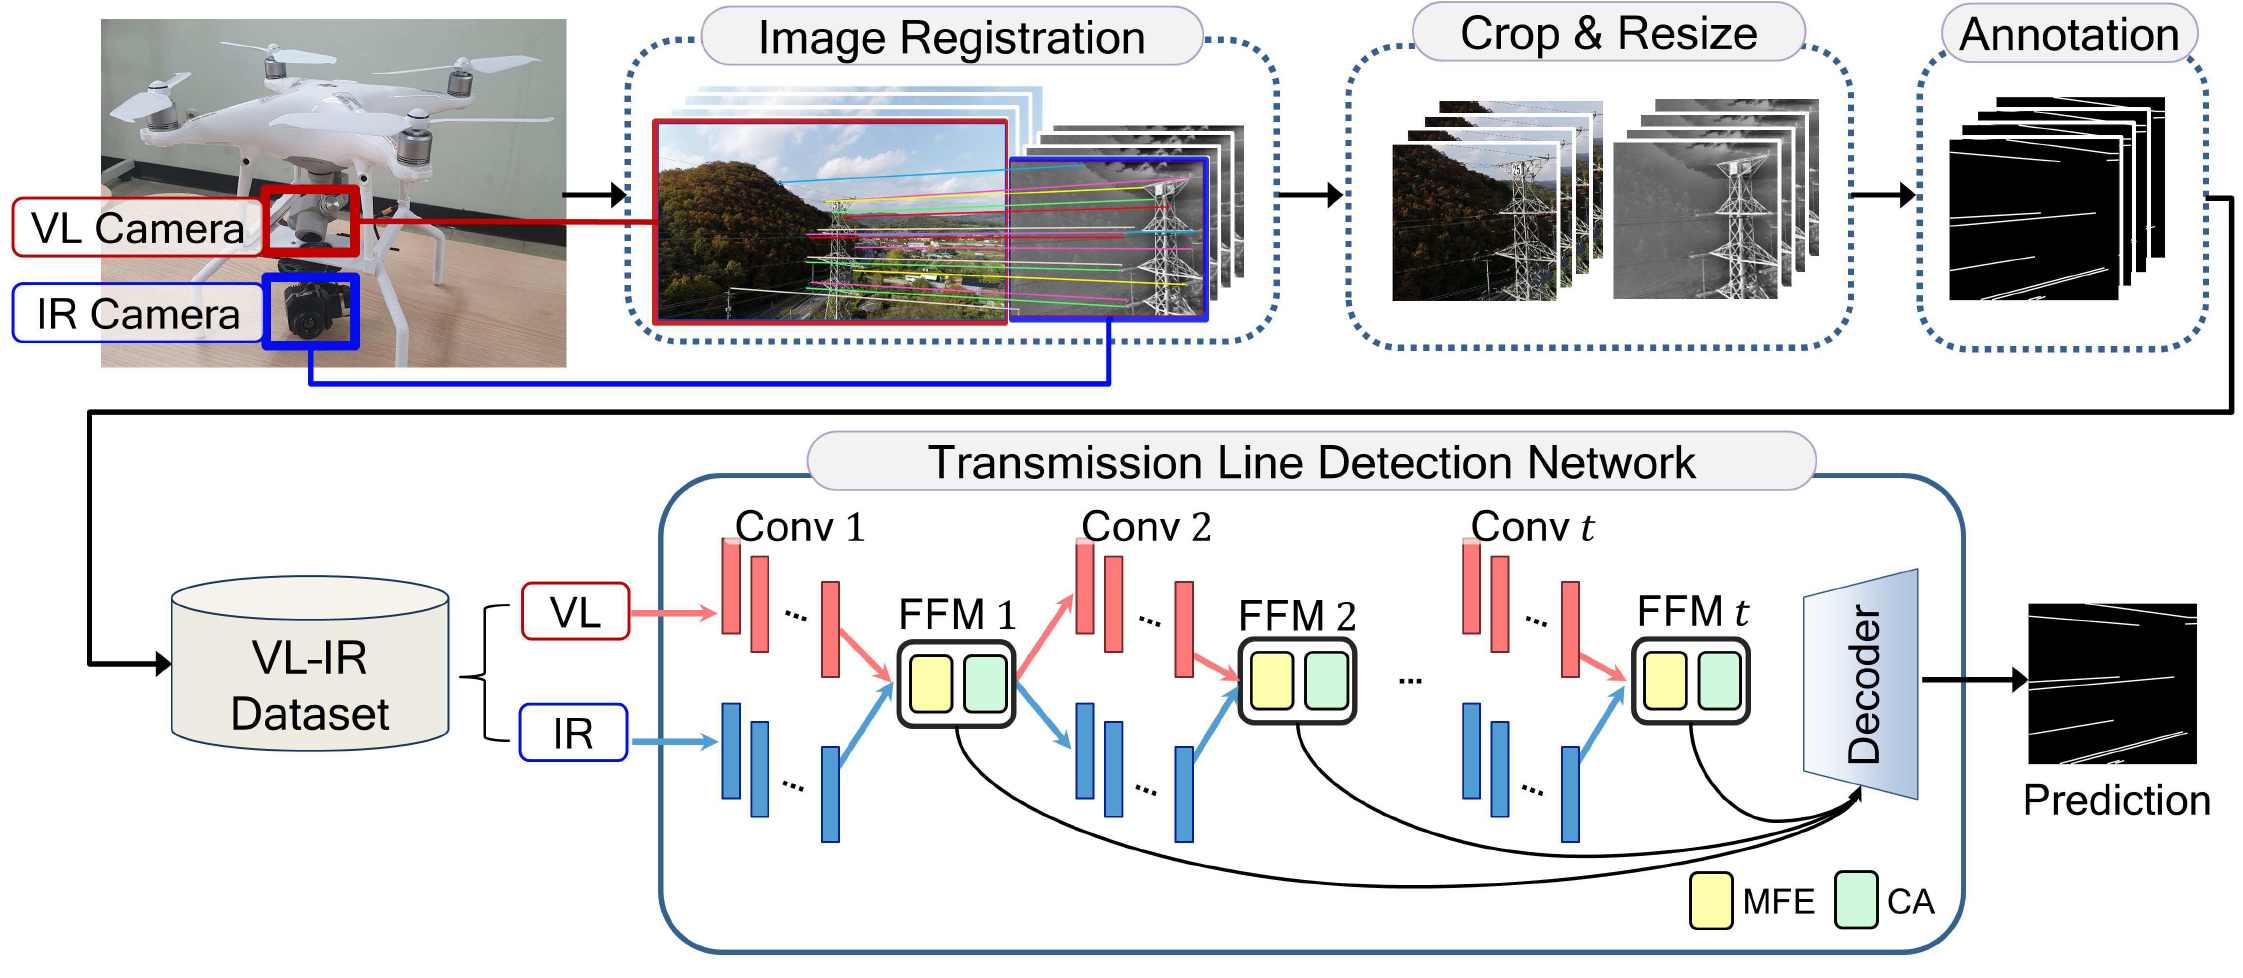 Image Registration
Crop & Resize
Annotation
VL Camera
IR Camera
Transmission Line Detection Network
Conv 1
Conv 2
Conv t
VL-IR
Dataset
VL
IR
FFM 1
FFM 2
...
FFM t
Decoder
Prediction
MFE
CA